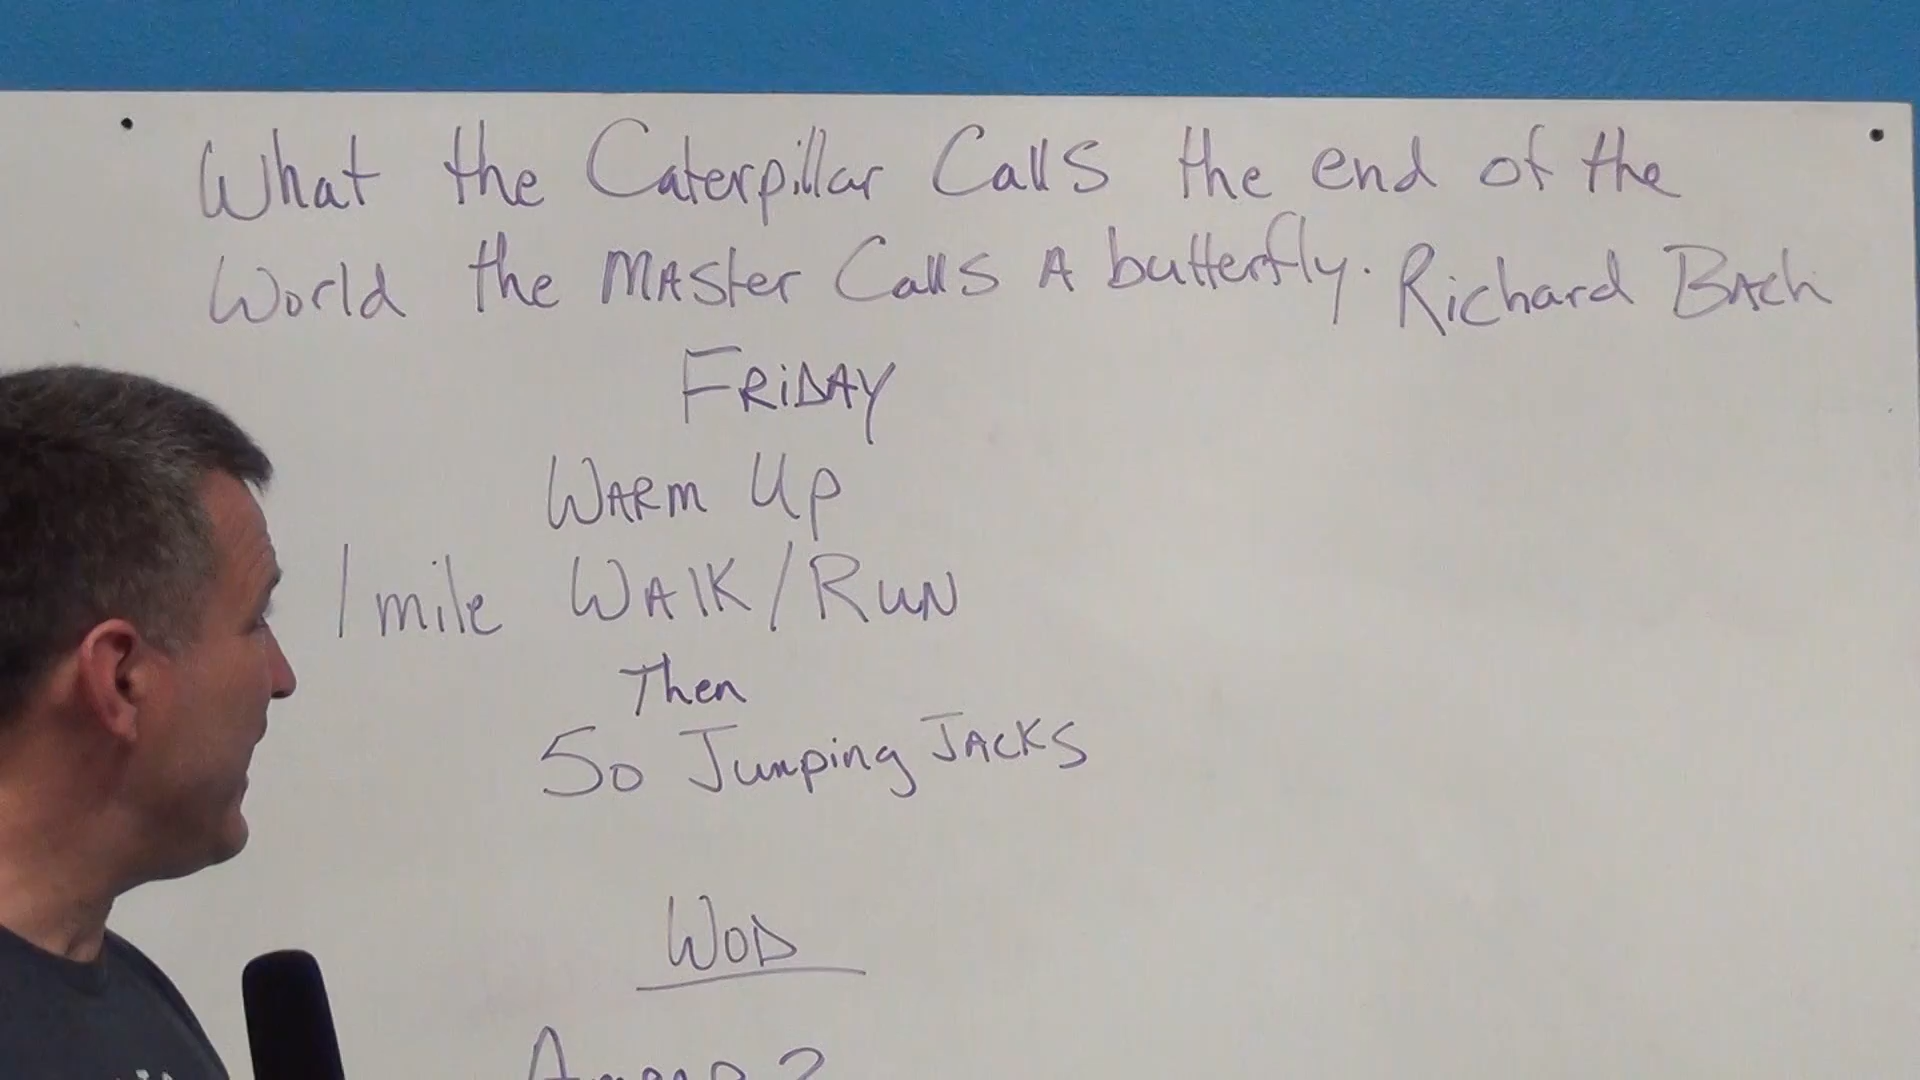 What the Caterpillar Calls the end of the
World the MASter Calls A butterfly. Richard BAch
FRiDAY
WARM Up
1 mile WAlK/RUN
Then
50 Jumping JACKS
WOD